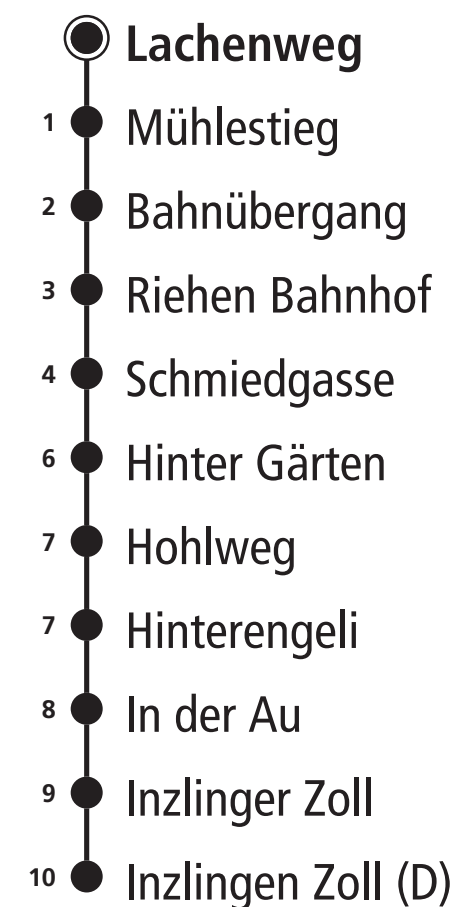 Lachenweg
1 Mühlestieg
2 Bahnübergang
3 Riehen Bahnhof
4 Schmiedgasse
6 Hinter Gärten
7 Hohlweg
7 Hinterengeli
8 In der Au
9 Inzlinger Zoll
10 Inzlingen Zoll (D)